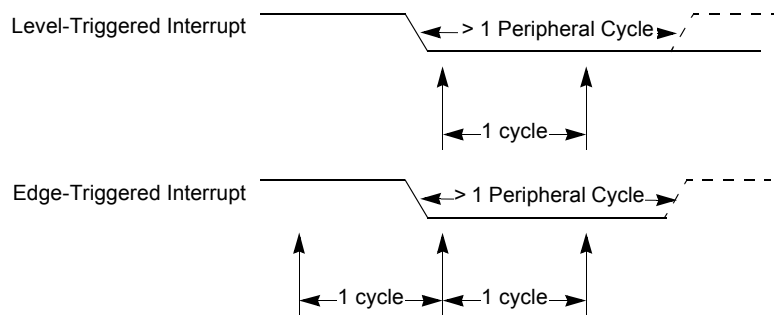 Level-Triggered Interrupt
> 1 Peripheral Cycle
1 cycle
Edge-Triggered Interrupt
> 1 Peripheral Cycle
1 cycle 1 cycle